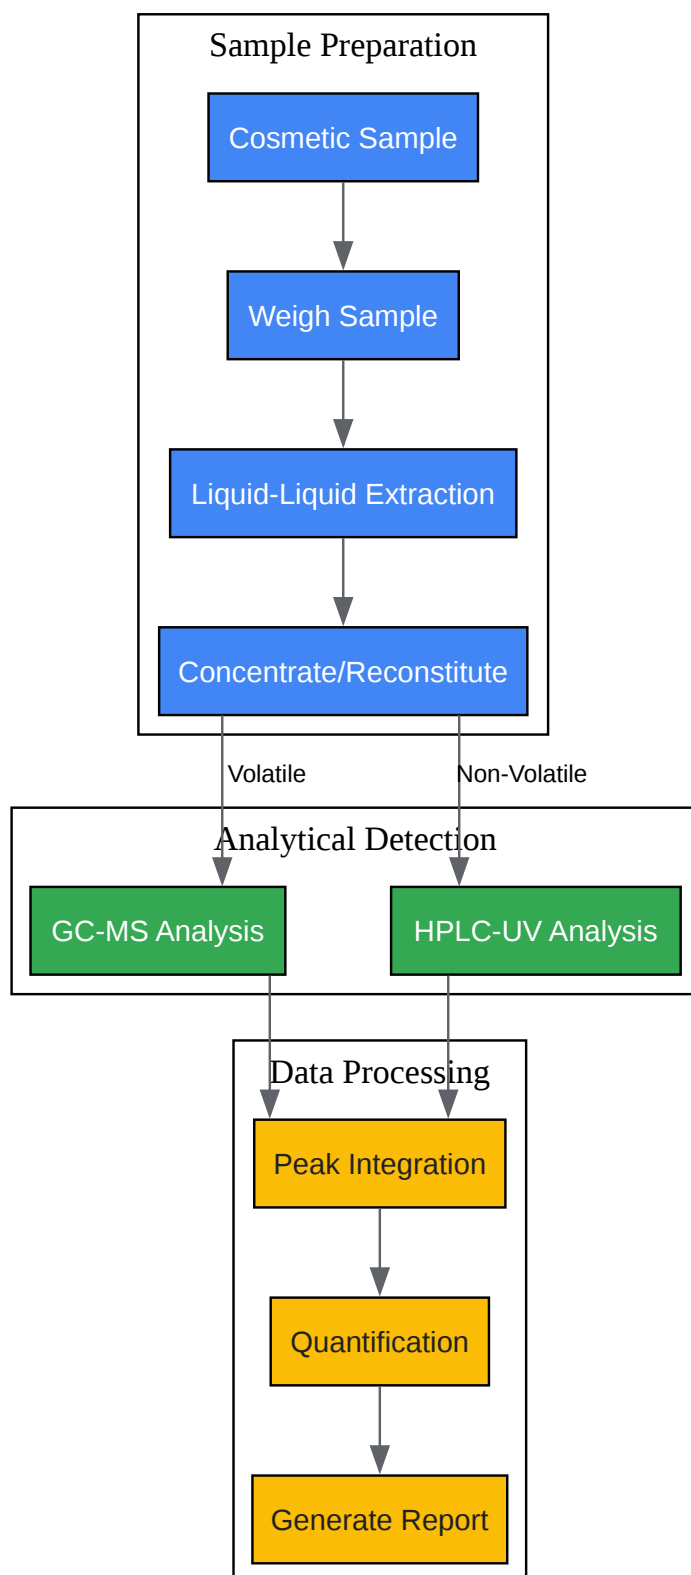 Sample Preparation
Cosmetic Sample
Weigh Sample
Liquid-Liquid Extraction
Concentrate/Reconstitute
Volatile
Non-Volatile
Analytical Detection
GC-MS Analysis
HPLC-UV Analysis
Data Processing
Peak Integration
Quantification
Generate Report